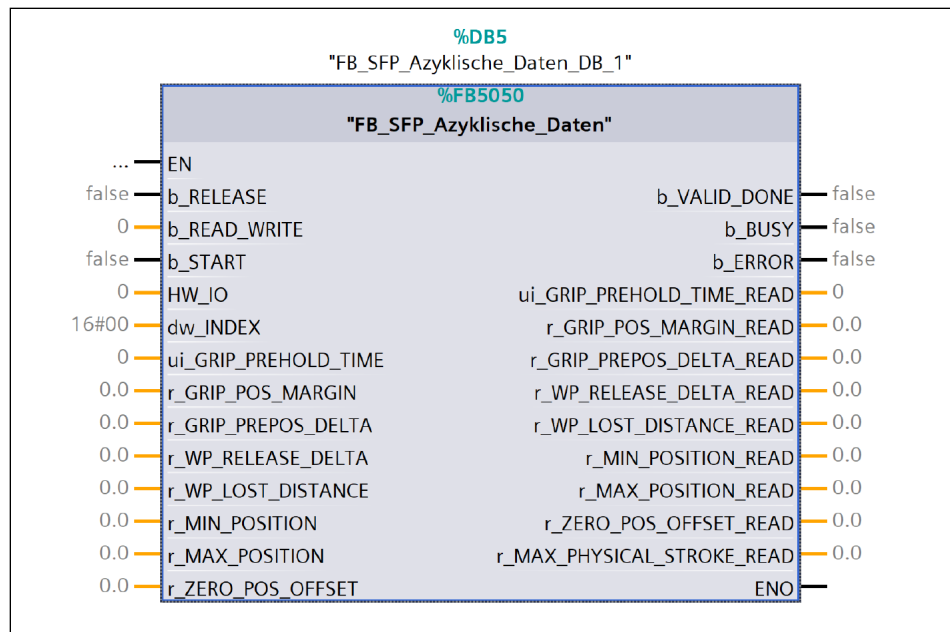 %DB5
"FB_SFP_Azyklische_Daten_DB_1"
%FB5050
"FB_SFP_Azyklische_Daten"
... EN
false b_RELEASE b_VALID_DONE false
0 b_READ_WRITE b_BUSY false
false b_START b_ERROR false
0 HW_IO ui_GRIP_PREHOLD_TIME_READ 0
16#00 dw_INDEX r_GRIP_POS_MARGIN_READ 0.0
0 ui_GRIP_PREHOLD_TIME r_GRIP_PREPOS_DELTA_READ 0.0
0.0 r_GRIP_POS_MARGIN r_WP_RELEASE_DELTA_READ 0.0
0.0 r_GRIP_PREPOS_DELTA r_WP_LOST_DISTANCE_READ 0.0
0.0 r_WP_RELEASE_DELTA r_MIN_POSITION_READ 0.0
0.0 r_WP_LOST_DISTANCE r_MAX_POSITION_READ 0.0
0.0 r_MIN_POSITION r_ZERO_POS_OFFSET_READ 0.0
0.0 r_MAX_POSITION r_MAX_PHYSICAL_STROKE_READ 0.0
0.0 r_ZERO_POS_OFFSET ENO